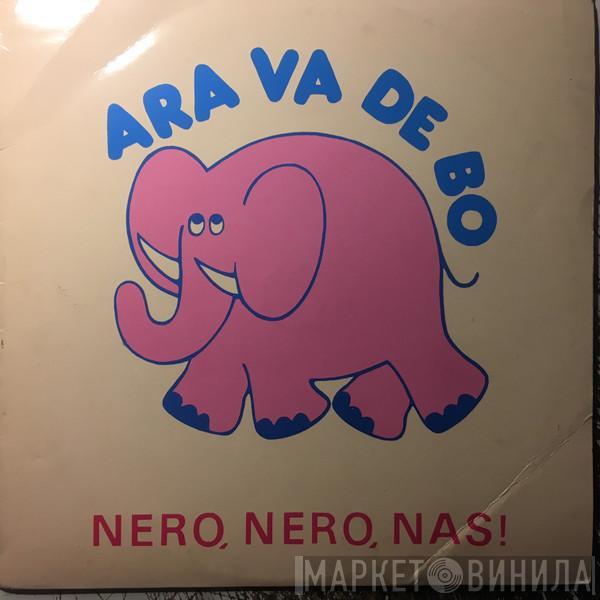 ARA VA DE BO
NERO, NERO, NAS!
МАРКЕТ ВИНИЛА